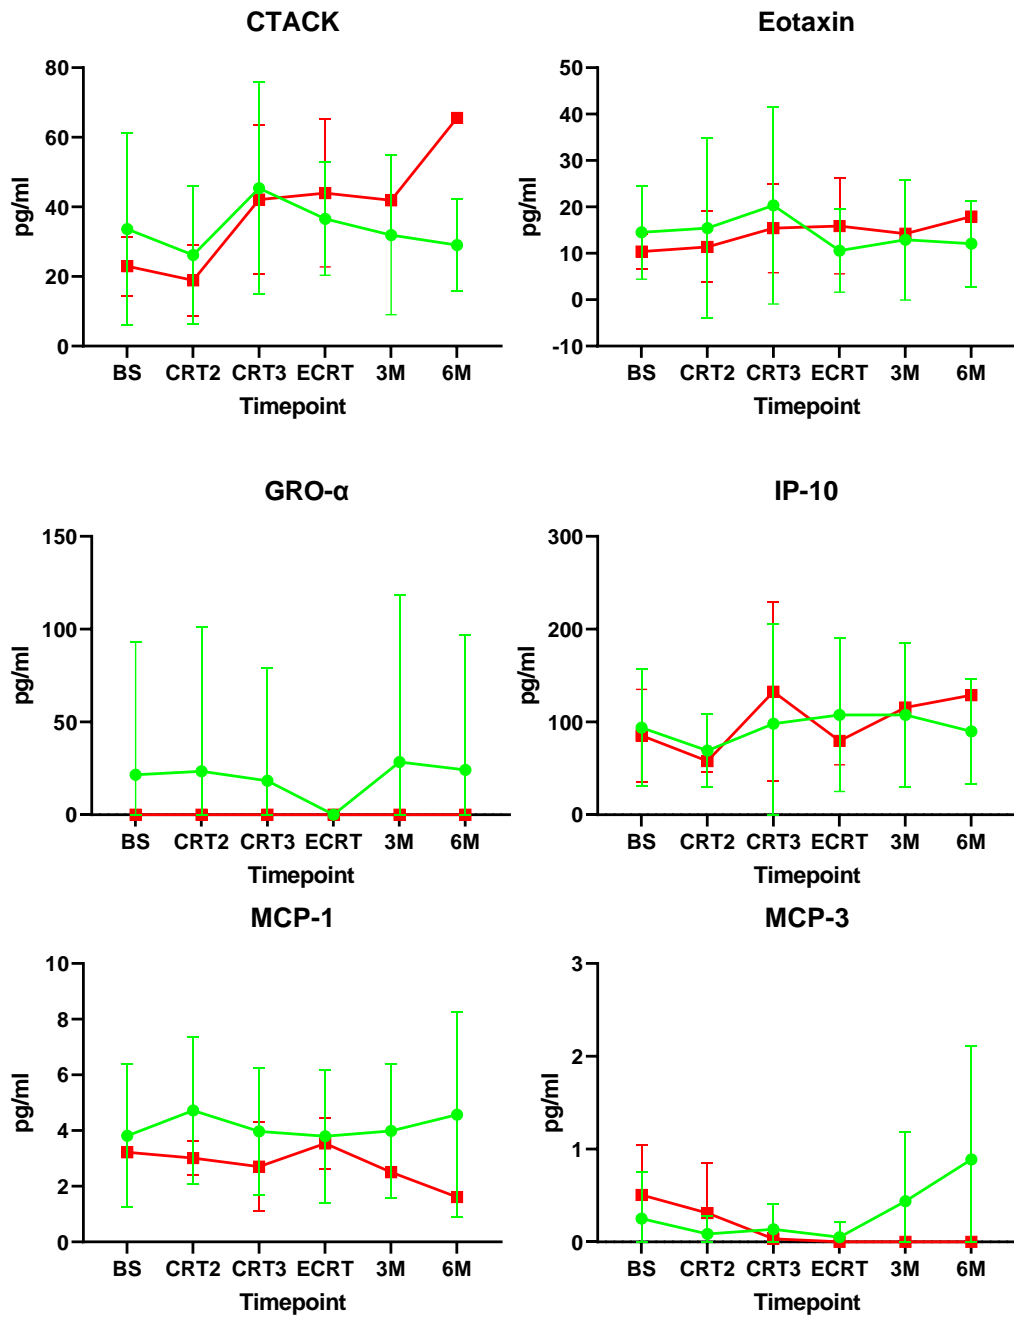 CTACK
80
60
40
20
0
pg/ml
BS CRT2 CRT3 ECRT 3M 6M
Timepoint
Eotaxin
50
40
30
20
10
0
-10
pg/ml
BS CRT2 CRT3 ECRT 3M 6M
Timepoint
GRO-α
150
100
50
0
pg/ml
BS CRT2 CRT3 ECRT 3M 6M
Timepoint
IP-10
300
200
100
0
pg/ml
BS CRT2 CRT3 ECRT 3M 6M
Timepoint
MCP-1
10
8
6
4
2
0
pg/ml
BS CRT2 CRT3 ECRT 3M 6M
Timepoint
MCP-3
3
2
1
0
pg/ml
BS CRT2 CRT3 ECRT 3M 6M
Timepoint